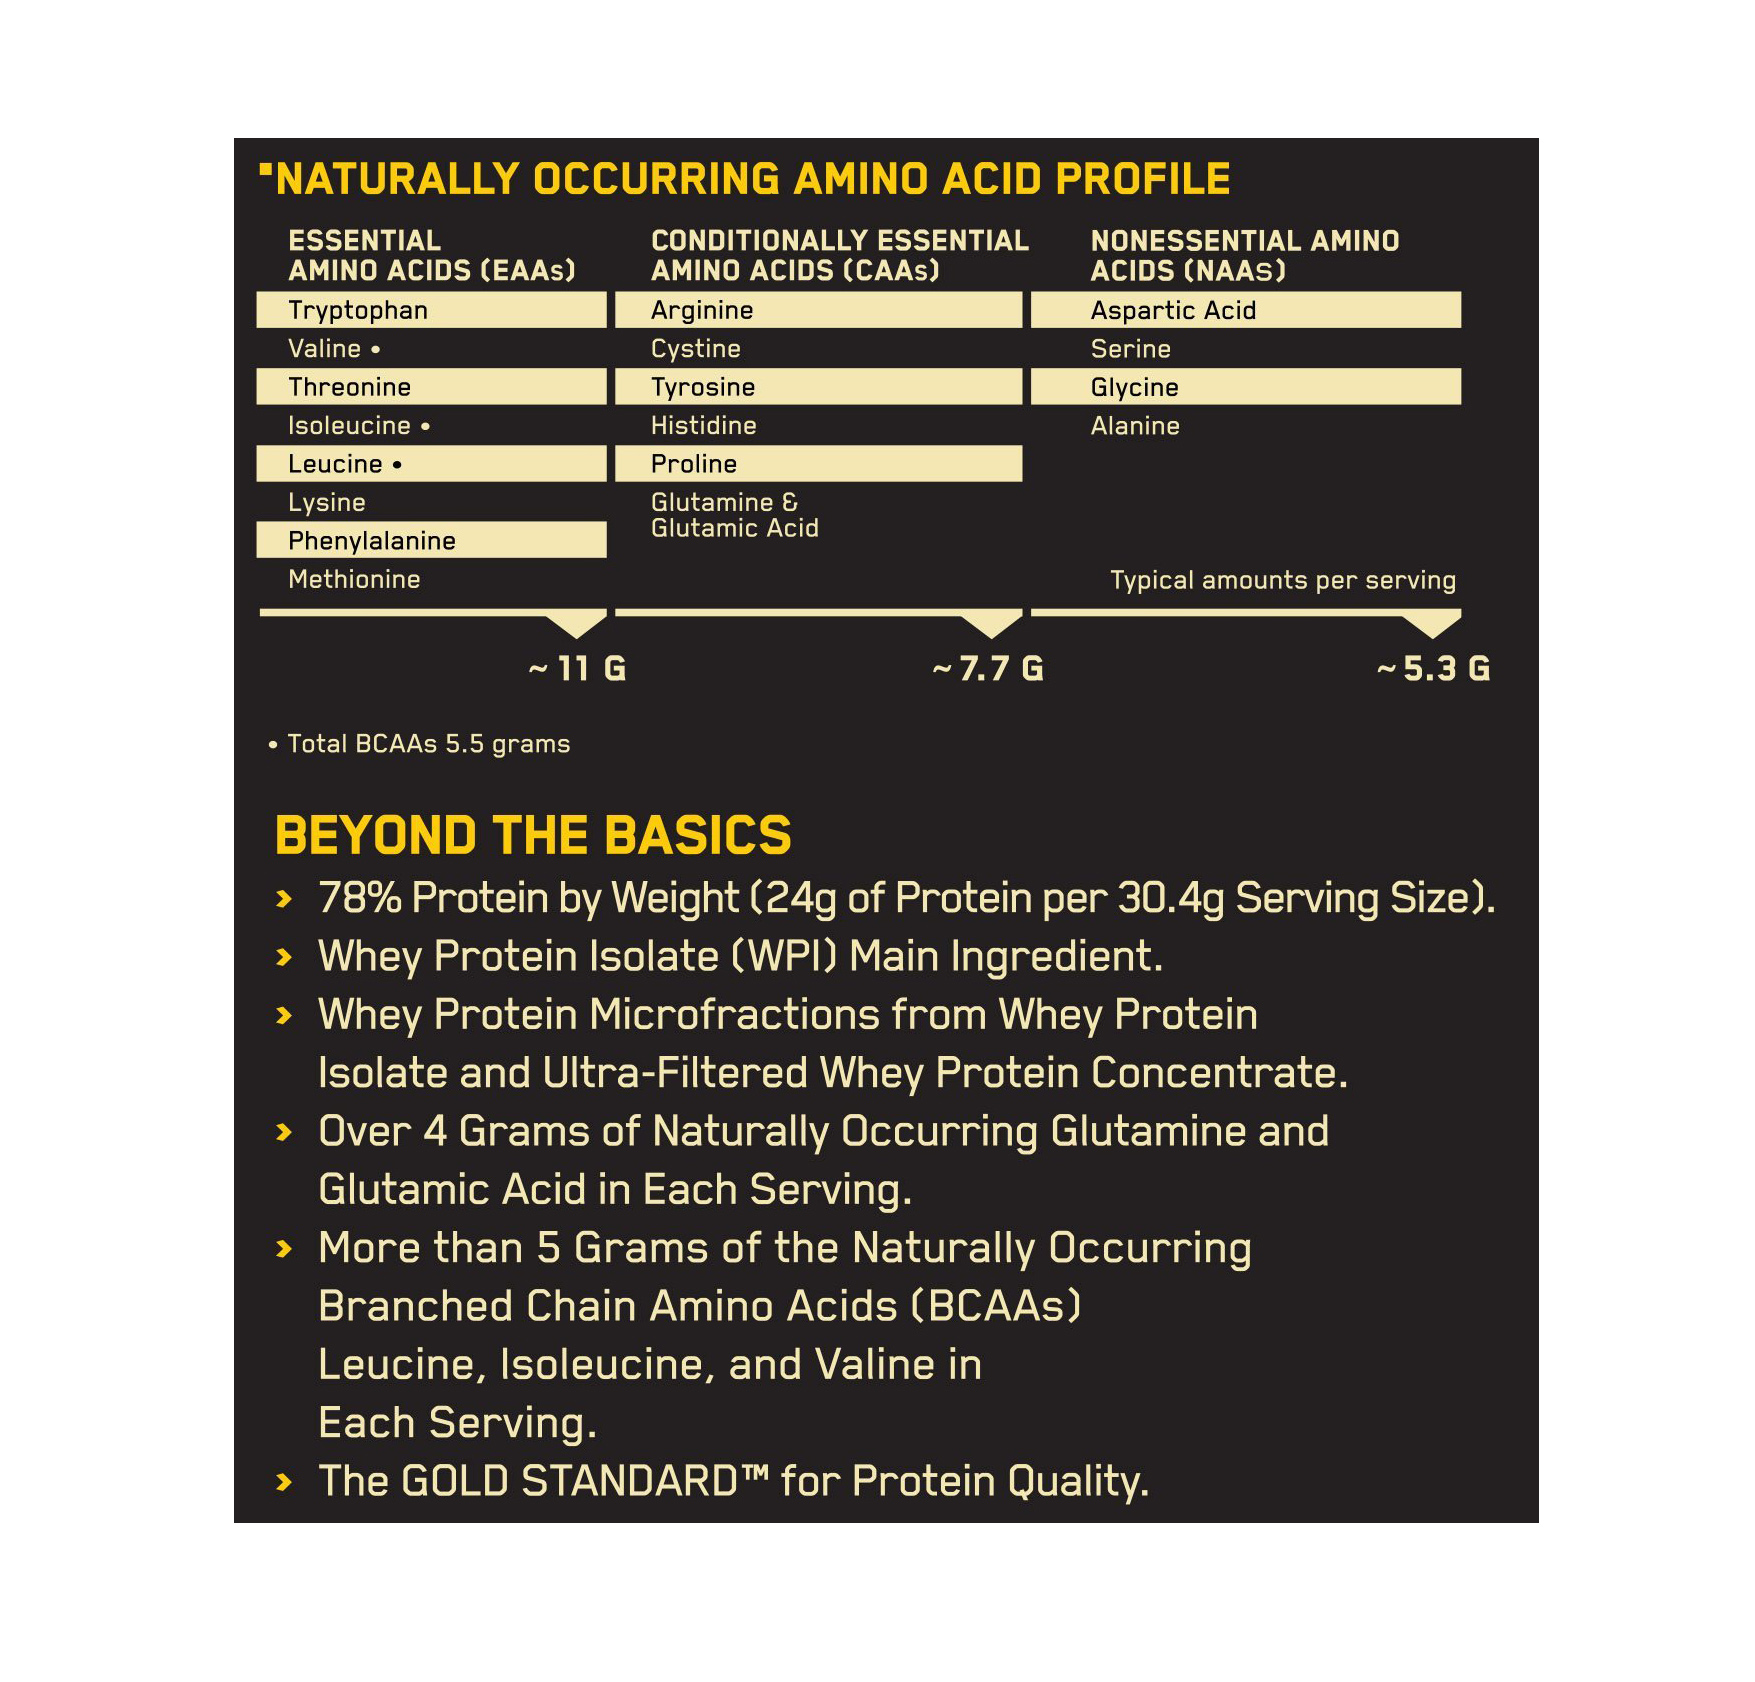 ▪NATURALLY OCCURRING AMINO ACID PROFILE
ESSENTIAL
AMINO ACIDS (EAAs)
Tryptophan
Valine •
Threonine
Isoleucine •
Leucine •
Lysine
Phenylalanine
Methionine
~ 11 G
CONDITIONALLY ESSENTIAL
AMINO ACIDS (CAAs)
Arginine
Cystine
Tyrosine
Histidine
Proline
Glutamine &
Glutamic Acid
~ 7.7 G
NONESSENTIAL AMINO
ACIDS (NAAS)
Aspartic Acid
Serine
Glycine
Alanine
Typical amounts per serving
~ 5.3 G
• Total BCAAs 5.5 grams
BEYOND THE BASICS
› 78% Protein by Weight (24g of Protein per 30.4g Serving Size).
› Whey Protein Isolate (WPI) Main Ingredient.
› Whey Protein Microfractions from Whey Protein
Isolate and Ultra-Filtered Whey Protein Concentrate.
› Over 4 Grams of Naturally Occurring Glutamine and
Glutamic Acid in Each Serving.
› More than 5 Grams of the Naturally Occurring
Branched Chain Amino Acids (BCAAs)
Leucine, Isoleucine, and Valine in
Each Serving.
› The GOLD STANDARD™ for Protein Quality.